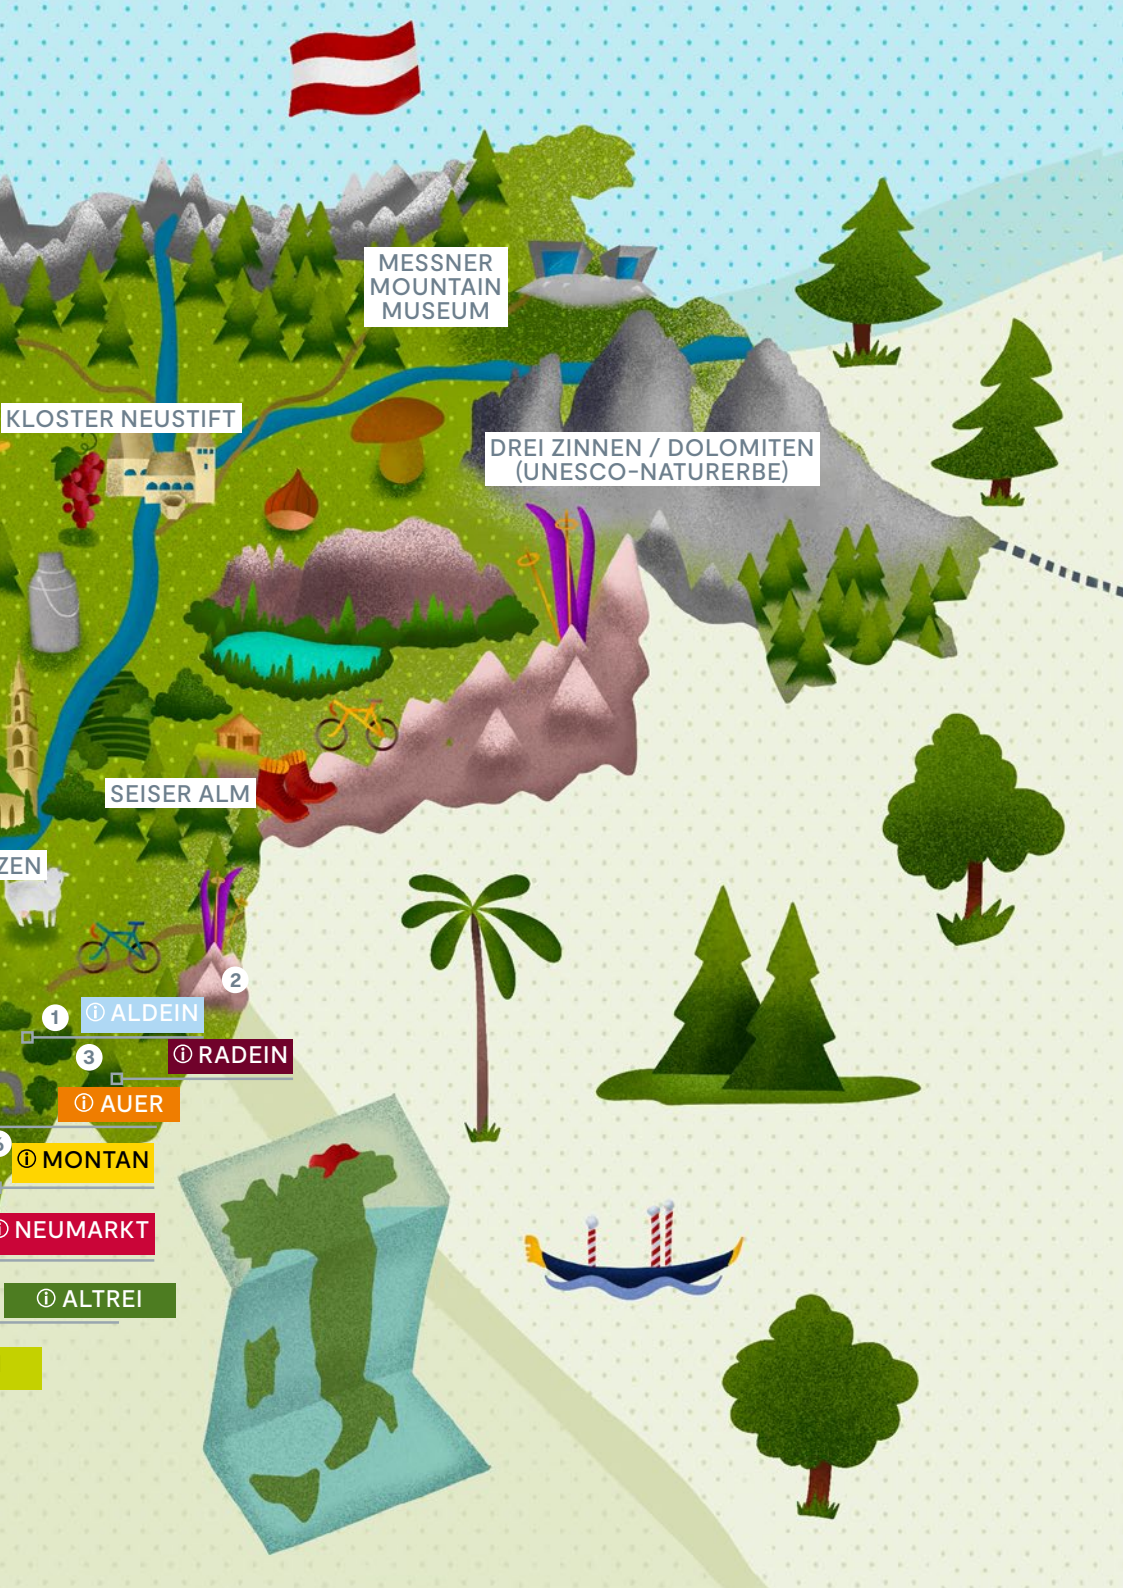 MESSNER
MOUNTAIN
MUSEUM
KLOSTER NEUSTIFT
DREI ZINNEN / DOLOMITEN
(UNESCO-NATURERBE)
SEISER ALM
ZEN
2
1
ALDEIN
3
RADEIN
AUER
MONTAN
NEUMARKT
ALTREI